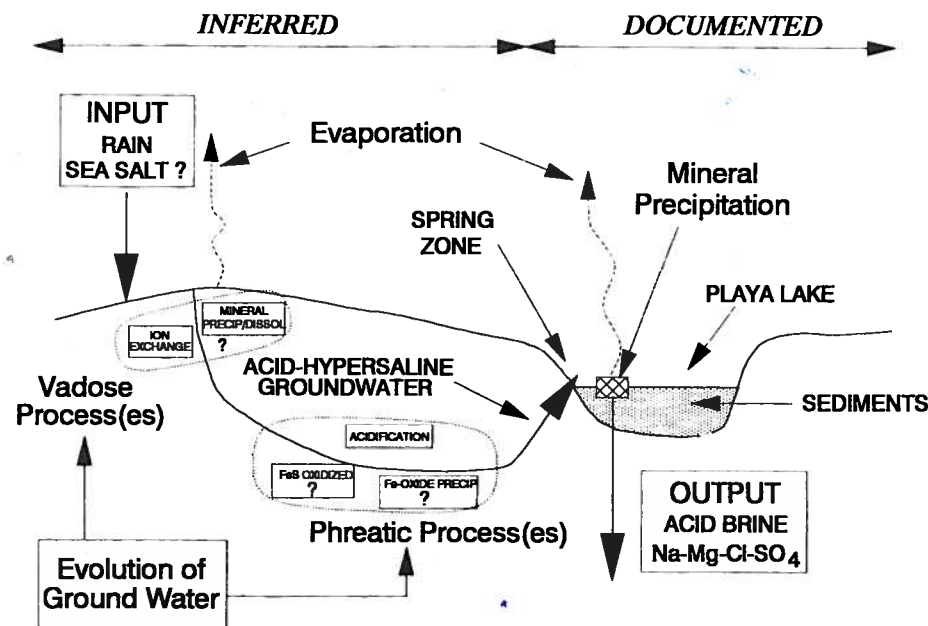 INFERRED
DOCUMENTED
INPUT
RAIN
SEA SALT ?
Evaporation
Mineral
Precipitation
SPRING
ZONE
PLAYA LAKE
MINERAL
PRECIP/DISSOL
?
ION
EXCHANGE
ACID-HYPERSALINE
GROUNDWATER
Vadose
Process(es)
SEDIMENTS
ACIDIFICATION
FeS OXIDIZED
?
Fe-OXIDE PRECIP
?
OUTPUT
ACID BRINE
Na-Mg-Cl-SO4
Phreatic Process(es)
Evolution of
Ground Water